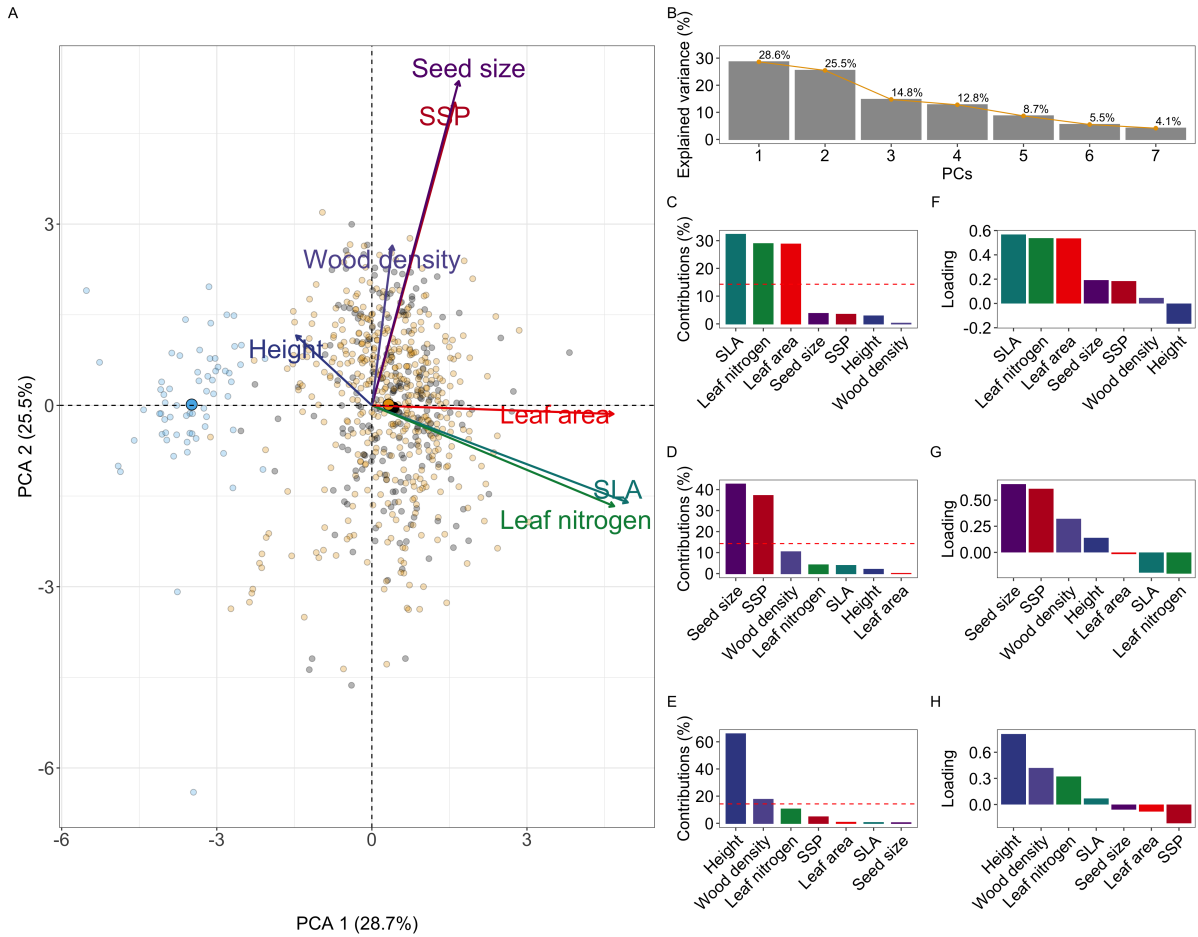 A
Seed size
SSP
Wood density
Height
Leaf area
SLA
Leaf nitrogen
3
0
-3
-6
-6
-3
0
3
PCA 2 (25.5%)
PCA 1 (28.7%)
B
Explained variance (%)
30
20
10
0
28.6%
25.5%
14.8%
12.8%
8.7%
5.5%
4.1%
1
2
3
4
5
6
7
PCs
C
Contributions (%)
30
20
10
0
SLA
Leaf nitrogen
Leaf area
Seed size
SSP
Height
Wood density
F
Loading
0.6
0.4
0.2
0.0
-0.2
SLA
Leaf nitrogen
Leaf area
Seed size
SSP
Wood density
Height
D
Contributions (%)
40
30
20
10
0
Seed size
SSP
Wood density
Leaf nitrogen
SLA
Height
Leaf area
G
Loading
0.50
0.25
0.00
Seed size
SSP
Wood density
Height
Leaf area
SLA
Leaf nitrogen
E
Contributions (%)
60
40
20
0
Height
Wood density
Leaf nitrogen
SSP
Leaf area
SLA
Seed size
H
Loading
0.6
0.3
0.0
Height
Wood density
Leaf nitrogen
SLA
Seed size
Leaf area
SSP